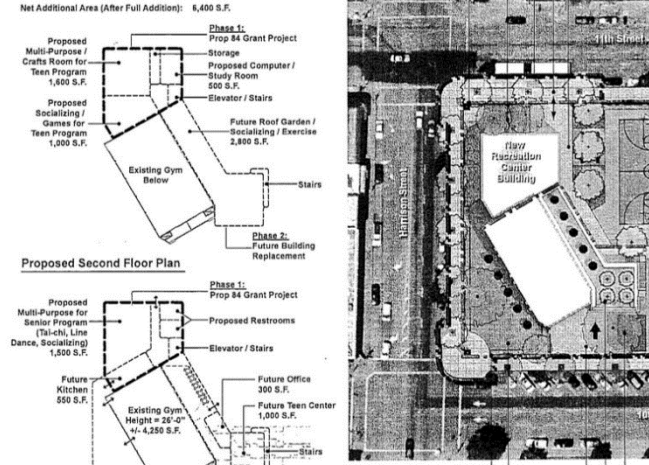 Net Additional Area (After Full Addition): 6,400 S.F.
Phase 1:
Prop 84 Grant Project
Proposed
Multi-Purpose /
Crafts Room for
Teen Program
1,600 S.F.
Storage
Proposed Computer /
Study Room
500 S.F.
Elevator / Stairs
Proposed
Socializing /
Games for
Teen Program
1,000 S.F.
Future Roof Garden /
Socializing / Exercise
2,800 S.F.
Existing Gym
Below
Stairs
Phase 2:
Future Building
Replacement
Proposed Second Floor Plan
Phase 1:
Prop 84 Grant Project
Proposed
Multi-Purpose for
Senior Program
(Tai-chi, Line
Dance, Socializing)
1,500 S.F.
Proposed Restrooms
Elevator / Stairs
Future
Kitchen
550 S.F.
Future Office
300 S.F.
Existing Gym
Height = 26'-0"
+/- 4,250 S.F.
Future Teen Center
1,000 S.F.
Stairs
11th Street
New
Recreation
Center
Building
Harrison Street